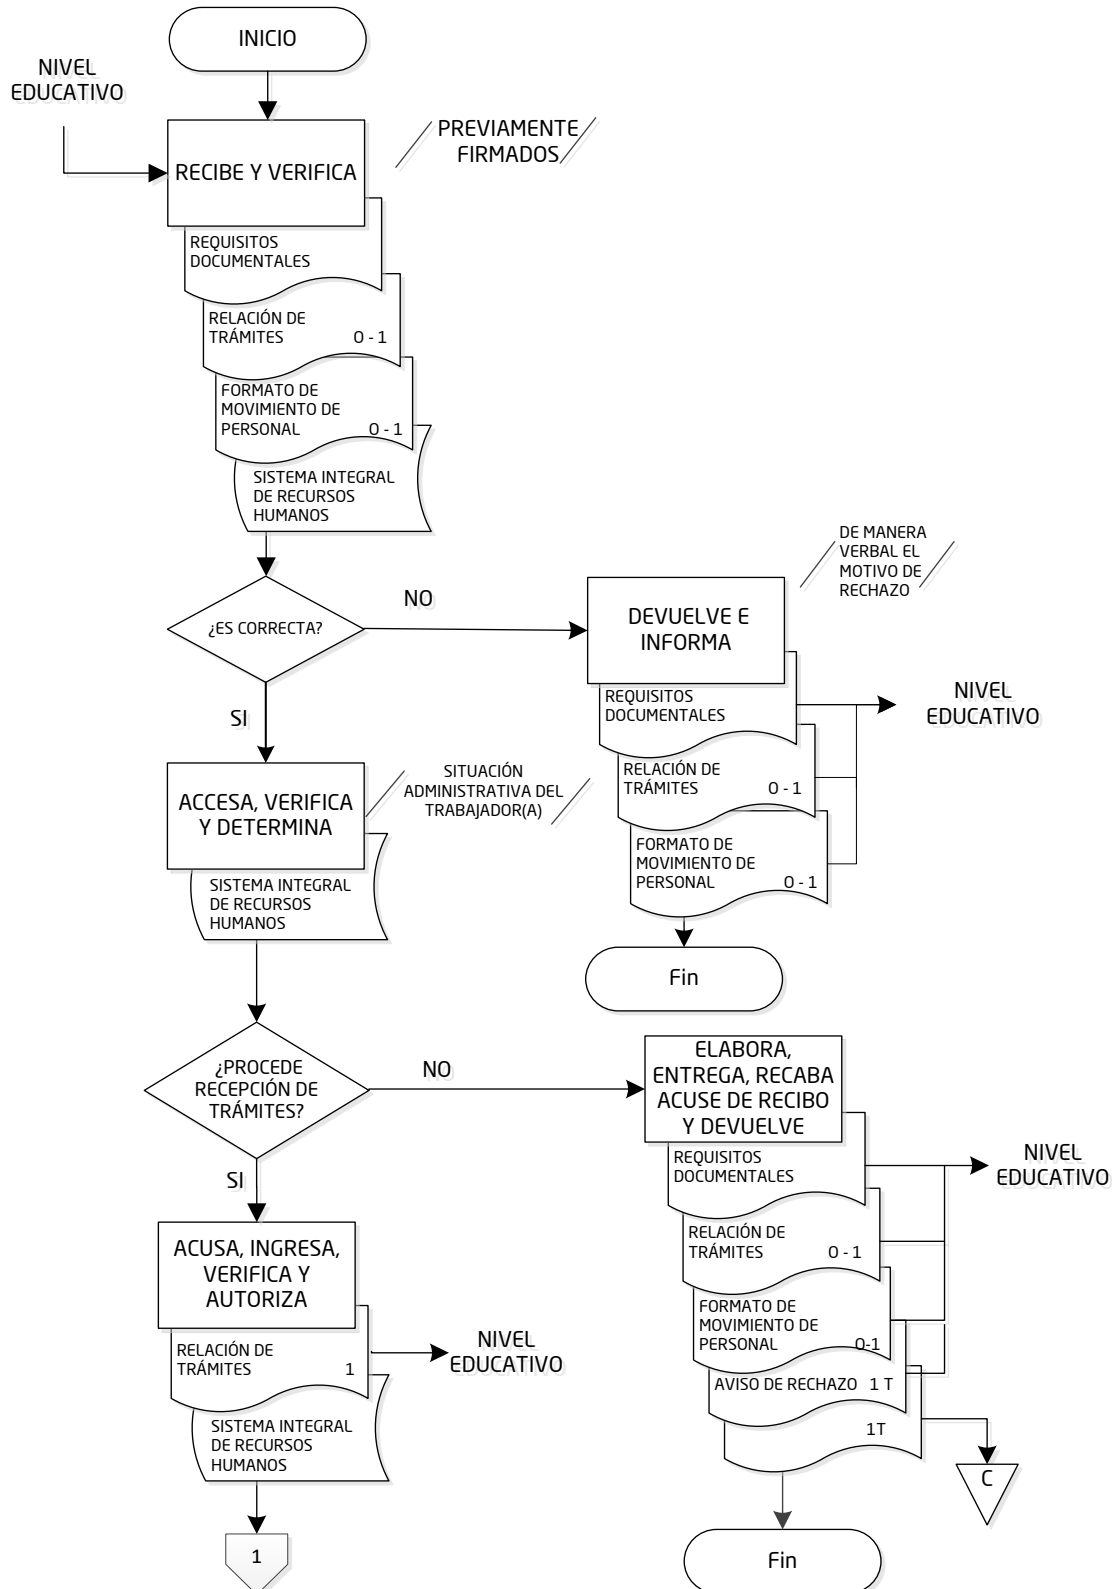 INICIO
NIVEL
EDUCATIVO
PREVIAMENTE
FIRMADOS
RECIBE Y VERIFICA
REQUISITOS
DOCUMENTALES
RELACIÓN DE
TRÁMITES 0 - 1
FORMATO DE
MOVIMIENTO DE
PERSONAL 0 - 1
SISTEMA INTEGRAL
DE RECURSOS
HUMANOS
¿ES CORRECTA?
NO
DE MANERA
VERBAL EL
MOTIVO DE
RECHAZO
DEVUELVE E
INFORMA
REQUISITOS
DOCUMENTALES
NIVEL
EDUCATIVO
RELACIÓN DE
TRÁMITES 0 - 1
FORMATO DE
MOVIMIENTO DE
PERSONAL 0 - 1
Fin
SI
SITUACIÓN
ADMINISTRATIVA DEL
TRABAJADOR(A)
ACCESA, VERIFICA
Y DETERMINA
SISTEMA INTEGRAL
DE RECURSOS
HUMANOS
¿PROCEDE
RECEPCIÓN DE
TRÁMITES?
NO
ELABORA,
ENTREGA, RECABA
ACUSE DE RECIBO
Y DEVUELVE
REQUISITOS
DOCUMENTALES
NIVEL
EDUCATIVO
RELACIÓN DE
TRÁMITES 0 - 1
FORMATO DE
MOVIMIENTO DE
PERSONAL 0-1
AVISO DE RECHAZO 1 T
1T
C
Fin
SI
ACUSA, INGRESA,
VERIFICA Y
AUTORIZA
RELACIÓN DE
TRÁMITES 1
NIVEL
EDUCATIVO
SISTEMA INTEGRAL
DE RECURSOS
HUMANOS
1